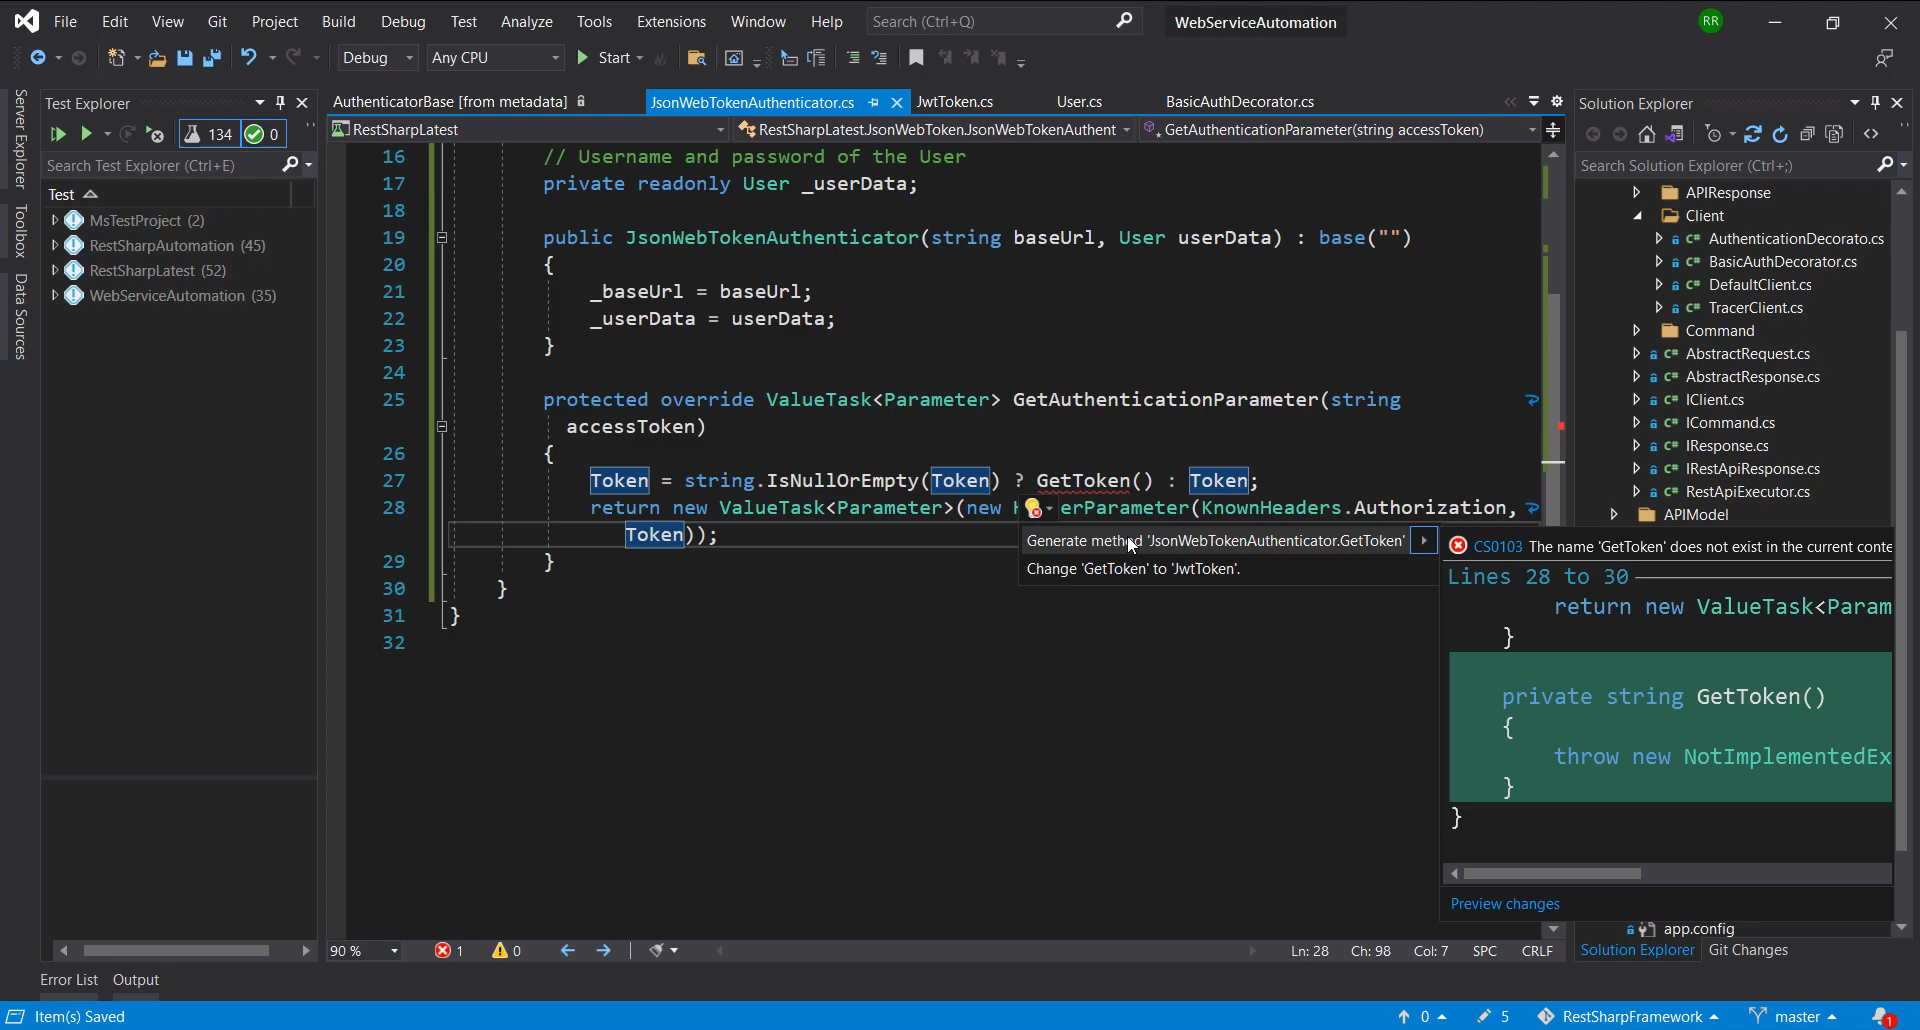 File Edit View Git Project Build Debug Test Analyze Tools Extensions Window Help Search (Ctrl+Q) WebServiceAutomation RR
Debug Any CPU Start
Server Explorer
Toolbox
Data Sources
Test Explorer
134 0
Search Test Explorer (Ctrl+E)
Test
MsTestProject (2)
RestSharpAutomation (45)
RestSharpLatest (52)
WebServiceAutomation (35)
AuthenticatorBase [from metadata] JsonWebTokenAuthenticator.cs JwtToken.cs User.cs BasicAuthDecorator.cs
RestSharpLatest RestSharpLatest.JsonWebToken.JsonWebTokenAuthent GetAuthenticationParameter(string accessToken)
16 // Username and password of the User
17 private readonly User _userData;
18
19 public JsonWebTokenAuthenticator(string baseUrl, User userData) : base("")
20 {
21 _baseUrl = baseUrl;
22 _userData = userData;
23 }
24
25 protected override ValueTask<Parameter> GetAuthenticationParameter(string
accessToken)
26 {
27 Token = string.IsNullOrEmpty(Token) ? GetToken() : Token;
28 return new ValueTask<Parameter>(new H erParameter(KnownHeaders.Authorization,
Token));
29 }
30 }
31 }
32
Generate method 'JsonWebTokenAuthenticator.GetToken'
Change 'GetToken' to 'JwtToken'.
CS0103 The name 'GetToken' does not exist in the current conte
Lines 28 to 30
return new ValueTask<Param
}
private string GetToken()
{
throw new NotImplementedEx
}
}
Preview changes
Solution Explorer
Search Solution Explorer (Ctrl+;)
APIResponse
Client
C# AuthenticationDecorato.cs
C# BasicAuthDecorator.cs
C# DefaultClient.cs
C# TracerClient.cs
Command
C# AbstractRequest.cs
C# AbstractResponse.cs
C# IClient.cs
C# ICommand.cs
C# IResponse.cs
C# IRestApiResponse.cs
C# RestApiExecutor.cs
APIModel
app.config
Solution Explorer Git Changes
90 % 1 0 Ln: 28 Ch: 98 Col: 7 SPC CRLF
Error List Output
Item(s) Saved 0 5 RestSharpFramework master 1